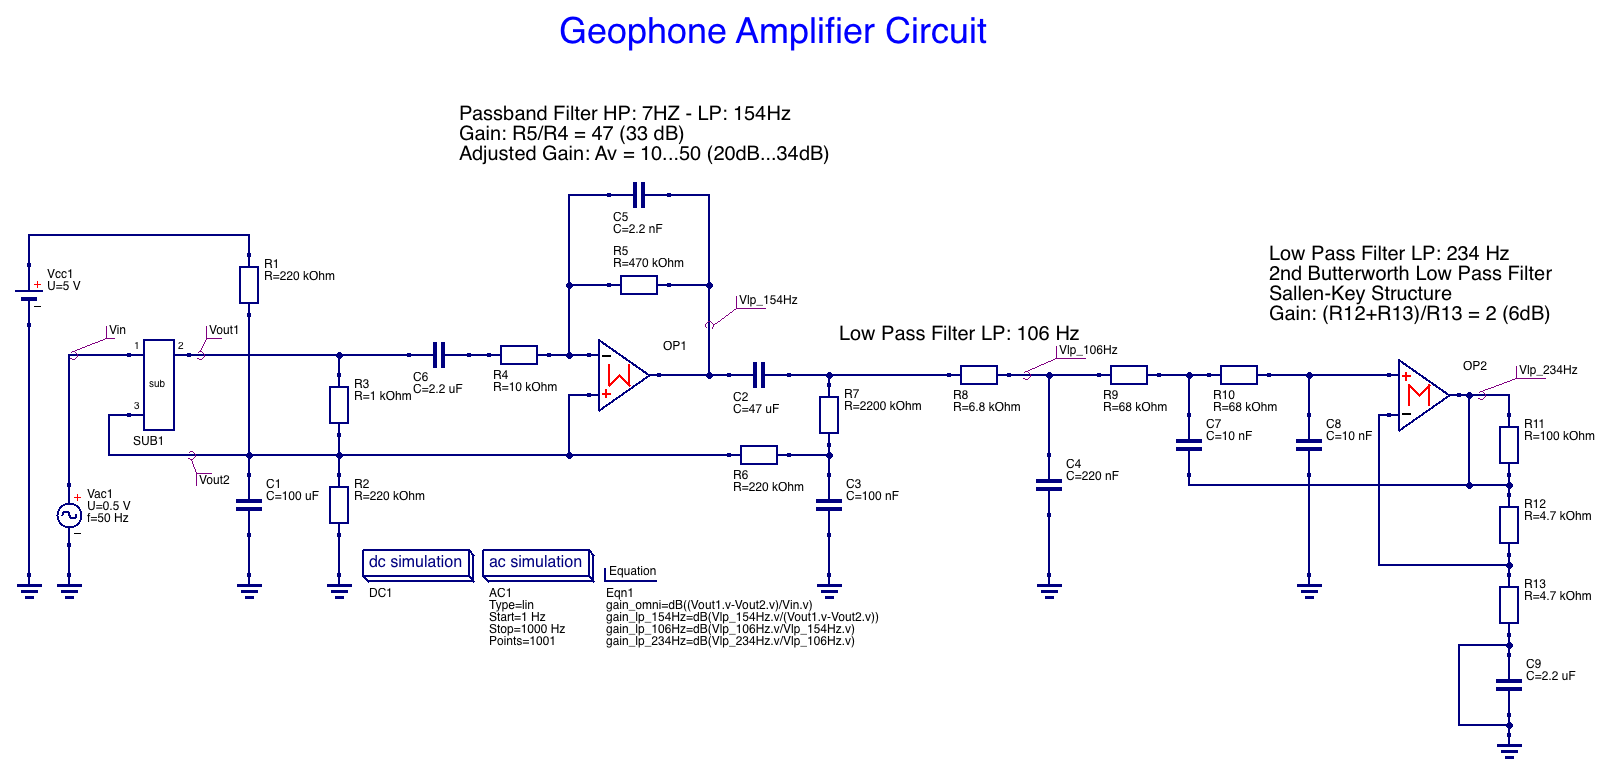 Geophone Amplifier Circuit
Passband Filter HP: 7HZ - LP: 154Hz
Gain: R5/R4 = 47 (33 dB)
Adjusted Gain: Av = 10...50 (20dB...34dB)
C5
C=2.2 nF
R5
R=470 kOhm
Low Pass Filter LP: 234 Hz
2nd Butterworth Low Pass Filter
Sallen-Key Structure
Gain: (R12+R13)/R13 = 2 (6dB)
R1
R=220 kOhm
Vcc1
U=5 V
+
−
Vlp_154Hz
Low Pass Filter LP: 106 Hz
Vin
Vout1
1
2
sub
3
SUB1
OP1
−
+
C6
C=2.2 uF
R4
R=10 kOhm
R3
R=1 kOhm
C2
C=47 uF
R7
R=2200 kOhm
Vlp_106Hz
R8
R=6.8 kOhm
R9
R=68 kOhm
R10
R=68 kOhm
OP2
+
−
Vlp_234Hz
C7
C=10 nF
C8
C=10 nF
R11
R=100 kOhm
Vout2
C1
C=100 uF
R2
R=220 kOhm
R6
R=220 kOhm
C3
C=100 nF
C4
C=220 nF
Vac1
U=0.5 V
f=50 Hz
+
−
R12
R=4.7 kOhm
R13
R=4.7 kOhm
C9
C=2.2 uF
dc simulation
DC1
ac simulation
AC1
Type=lin
Start=1 Hz
Stop=1000 Hz
Points=1001
Equation
Eqn1
gain_omni=dB((Vout1.v-Vout2.v)/Vin.v)
gain_lp_154Hz=dB(Vlp_154Hz.v/(Vout1.v-Vout2.v))
gain_lp_106Hz=dB(Vlp_106Hz.v/Vlp_154Hz.v)
gain_lp_234Hz=dB(Vlp_234Hz.v/Vlp_106Hz.v)